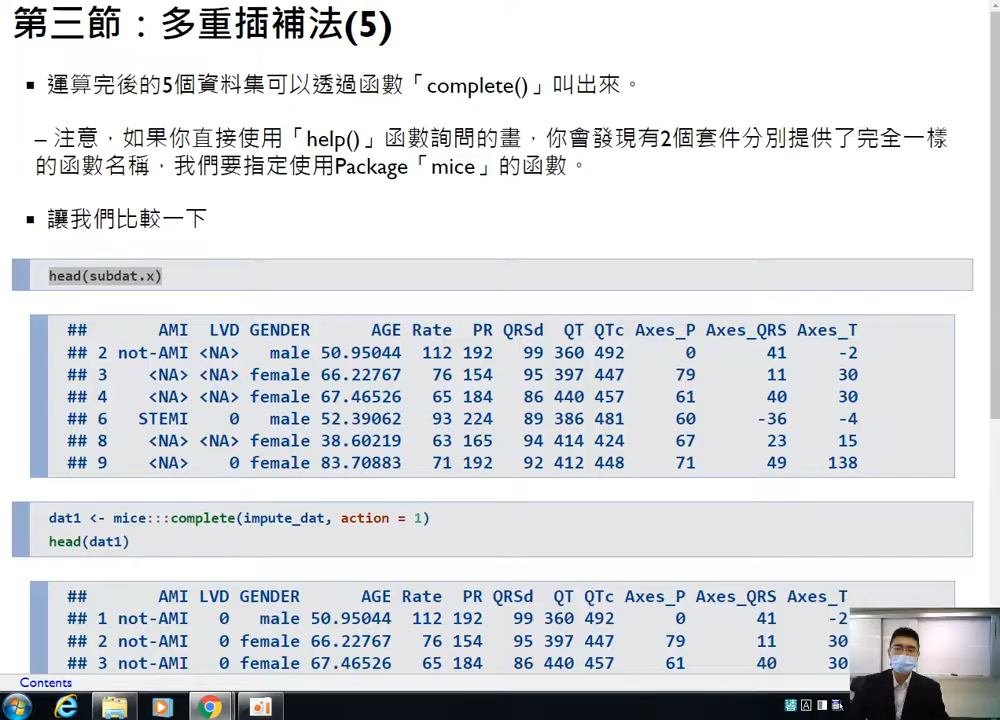 第三節：多重插補法(5)
▪ 運算完後的5個資料集可以透過函數「complete()」叫出來。
– 注意，如果你直接使用「help()」函數詢問的畫，你會發現有2個套件分別提供了完全一樣
的函數名稱，我們要指定使用Package「mice」的函數。
▪ 讓我們比較一下
head(subdat.x)
## AMI LVD GENDER AGE Rate PR QRSd QT QTc Axes_P Axes_QRS Axes_T
## 2 not-AMI <NA> male 50.95044 112 192 99 360 492 0 41 -2
## 3 <NA> <NA> female 66.22767 76 154 95 397 447 79 11 30
## 4 <NA> <NA> female 67.46526 65 184 86 440 457 61 40 30
## 6 STEMI 0 male 52.39062 93 224 89 386 481 60 -36 -4
## 8 <NA> <NA> female 38.60219 63 165 94 414 424 67 23 15
## 9 <NA> 0 female 83.70883 71 192 92 412 448 71 49 138
dat1 <- mice:::complete(impute_dat, action = 1)
head(dat1)
## AMI LVD GENDER AGE Rate PR QRSd QT QTc Axes_P Axes_QRS Axes_T
## 1 not-AMI 0 male 50.95044 112 192 99 360 492 0 41 -2
## 2 not-AMI 0 female 66.22767 76 154 95 397 447 79 11 30
## 3 not-AMI 0 female 67.46526 65 184 86 440 457 61 40 30
Contents